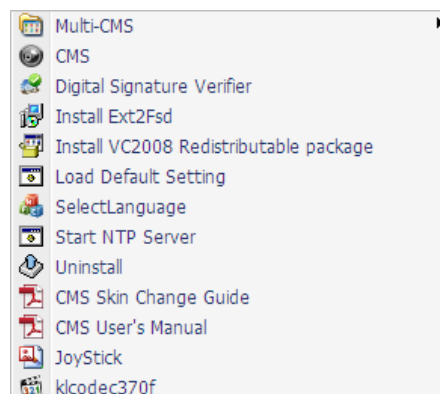 Multi-CMS
CMS
Digital Signature Verifier
Install Ext2Fsd
Install VC2008 Redistributable package
Load Default Setting
SelectLanguage
Start NTP Server
Uninstall
CMS Skin Change Guide
CMS User's Manual
JoyStick
klcodec370f